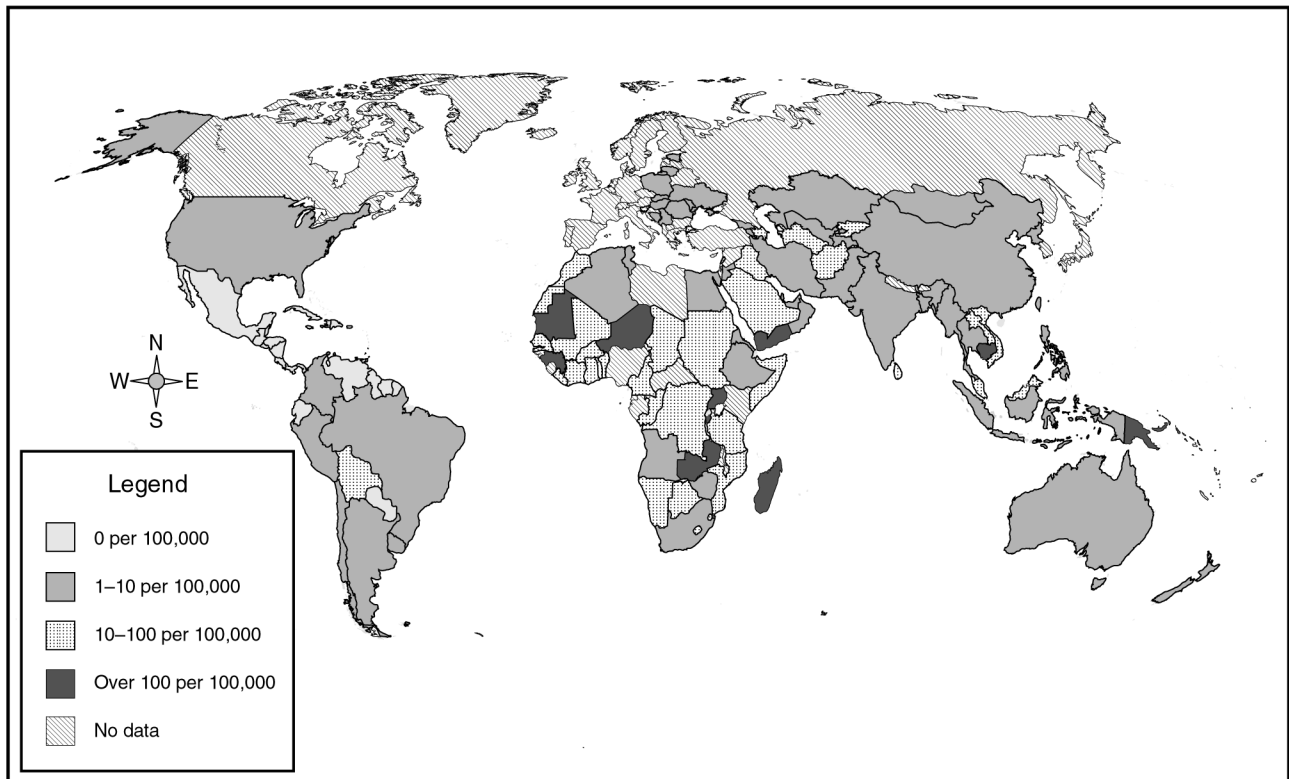 N
W E
S
Legend
0 per 100,000
1–10 per 100,000
10–100 per 100,000
Over 100 per 100,000
No data